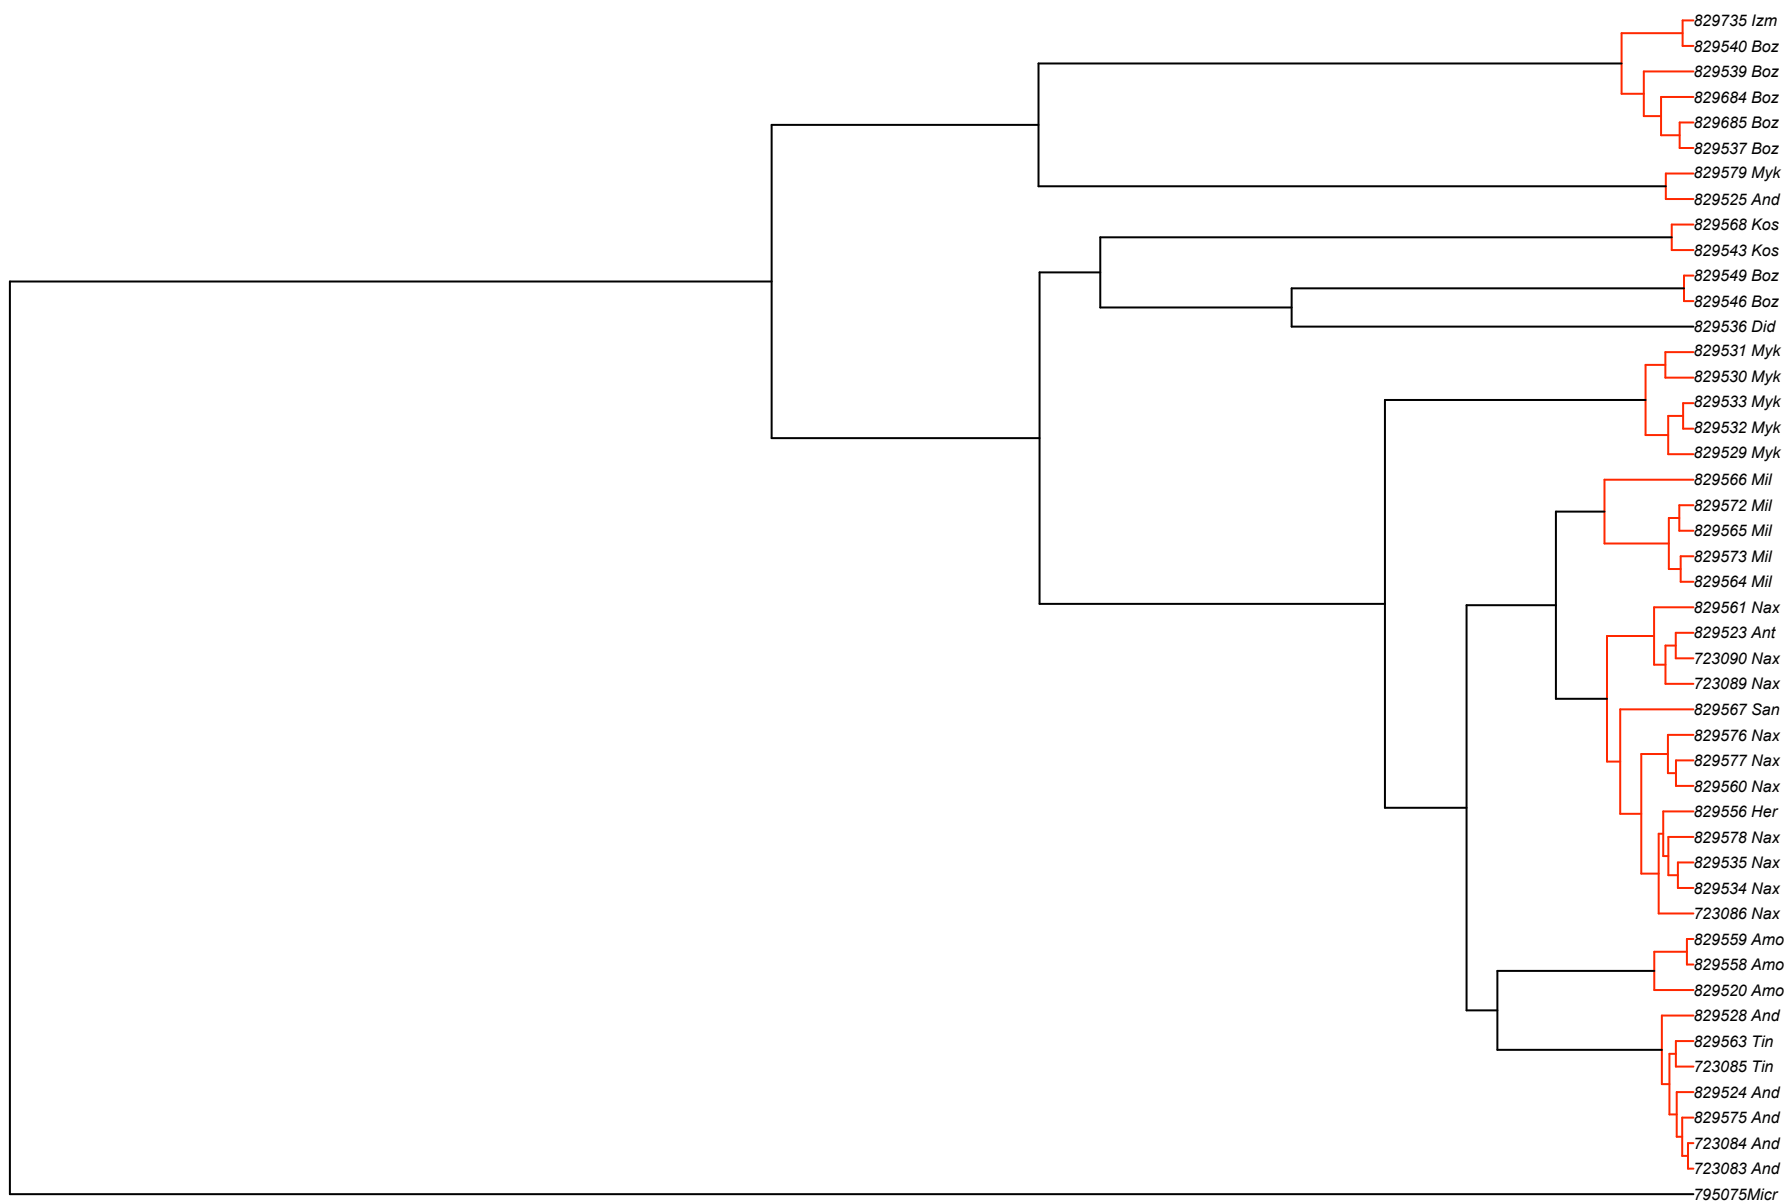 829735 Izm
829540 Boz
829539 Boz
829684 Boz
829685 Boz
829537 Boz
829579 Myk
829525 And
829568 Kos
829543 Kos
829549 Boz
829546 Boz
829536 Did
829531 Myk
829530 Myk
829533 Myk
829532 Myk
829529 Myk
829566 Mil
829572 Mil
829565 Mil
829573 Mil
829564 Mil
829561 Nax
829523 Ant
723090 Nax
723089 Nax
829567 San
829576 Nax
829577 Nax
829560 Nax
829556 Her
829578 Nax
829535 Nax
829534 Nax
723086 Nax
829559 Amo
829558 Amo
829520 Amo
829528 And
829563 Tin
723085 Tin
829524 And
829575 And
723084 And
723083 And
795075Micr